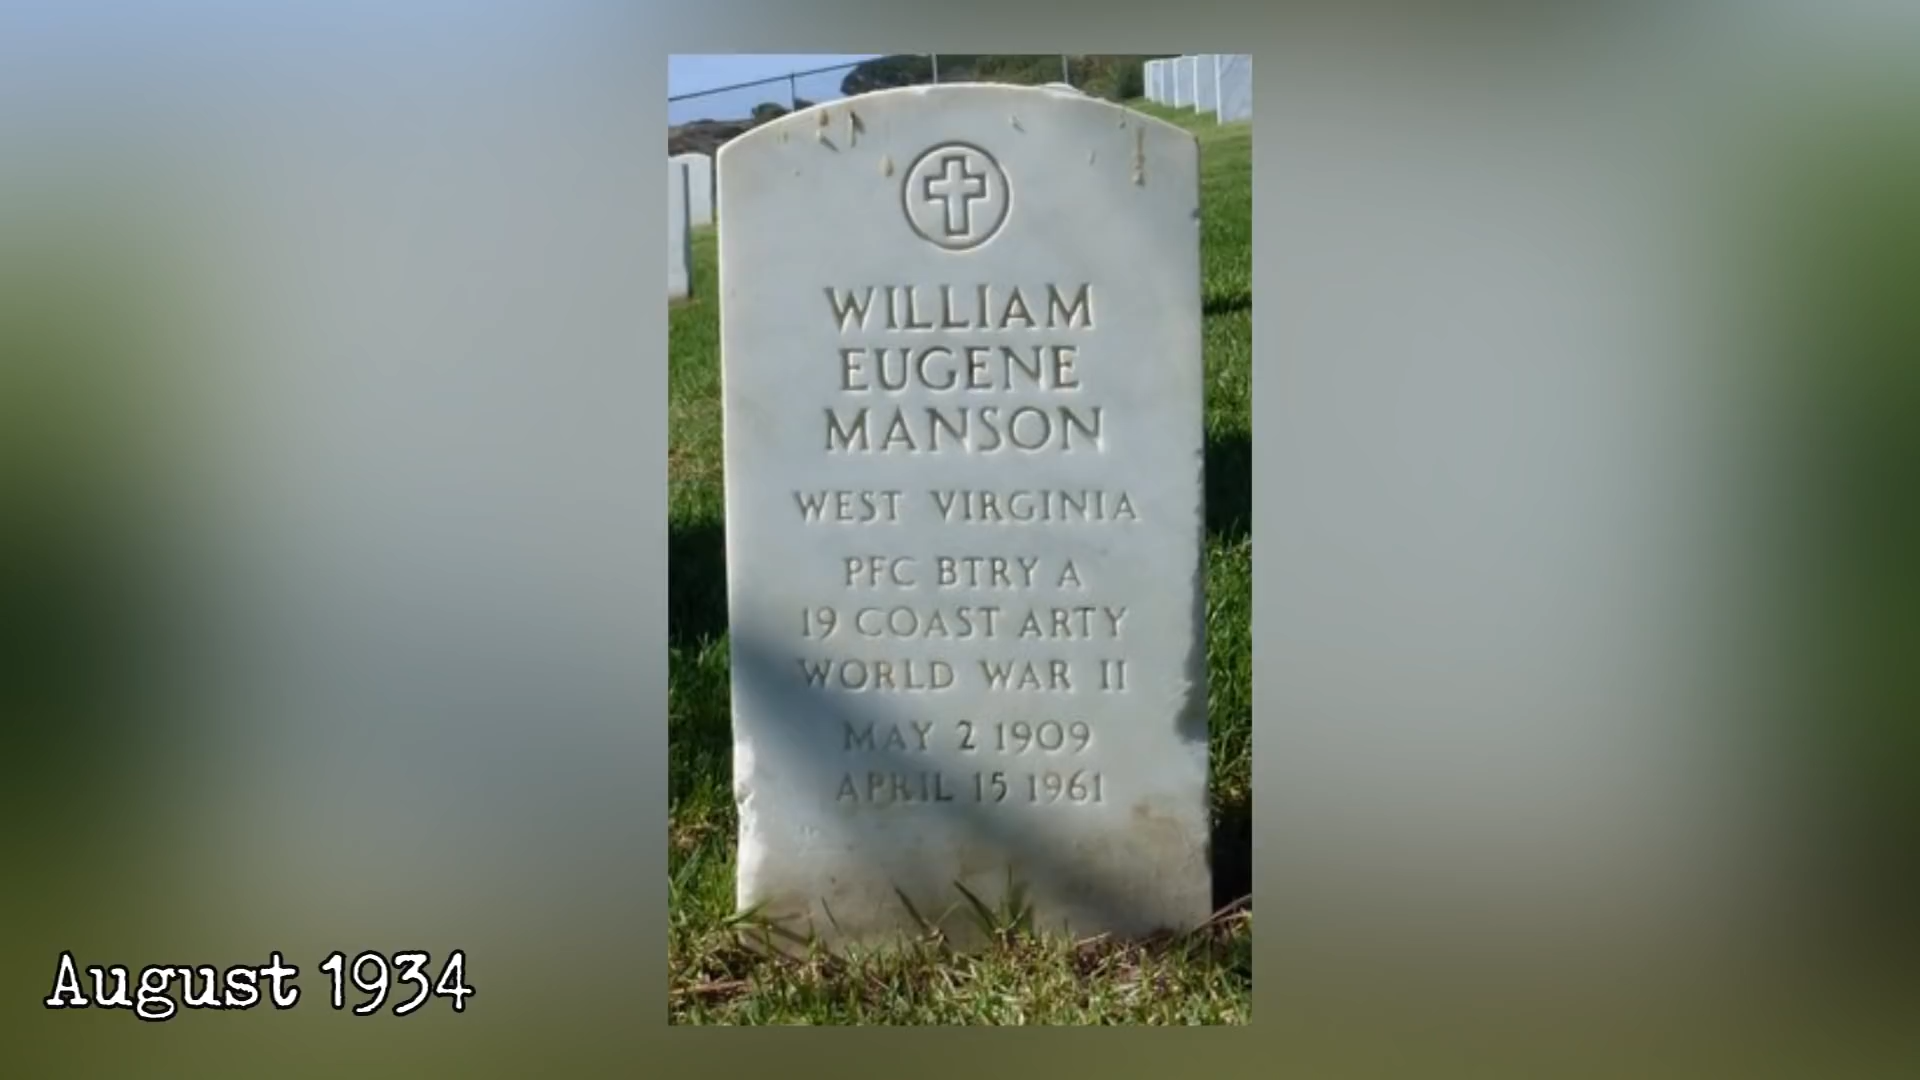 WILLIAM
EUGENE
MANSON
WEST VIRGINIA
PFC BTRY A
19 COAST ARTY
WORLD WAR II
MAY 2 1909
APRIL 15 1961
August 1934